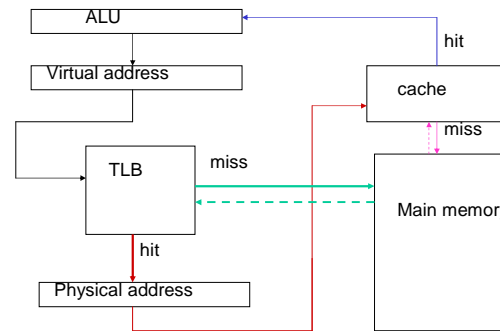 ALU
hit
Virtual address
cache
miss
TLB
miss
Main memor
hit
Physical address